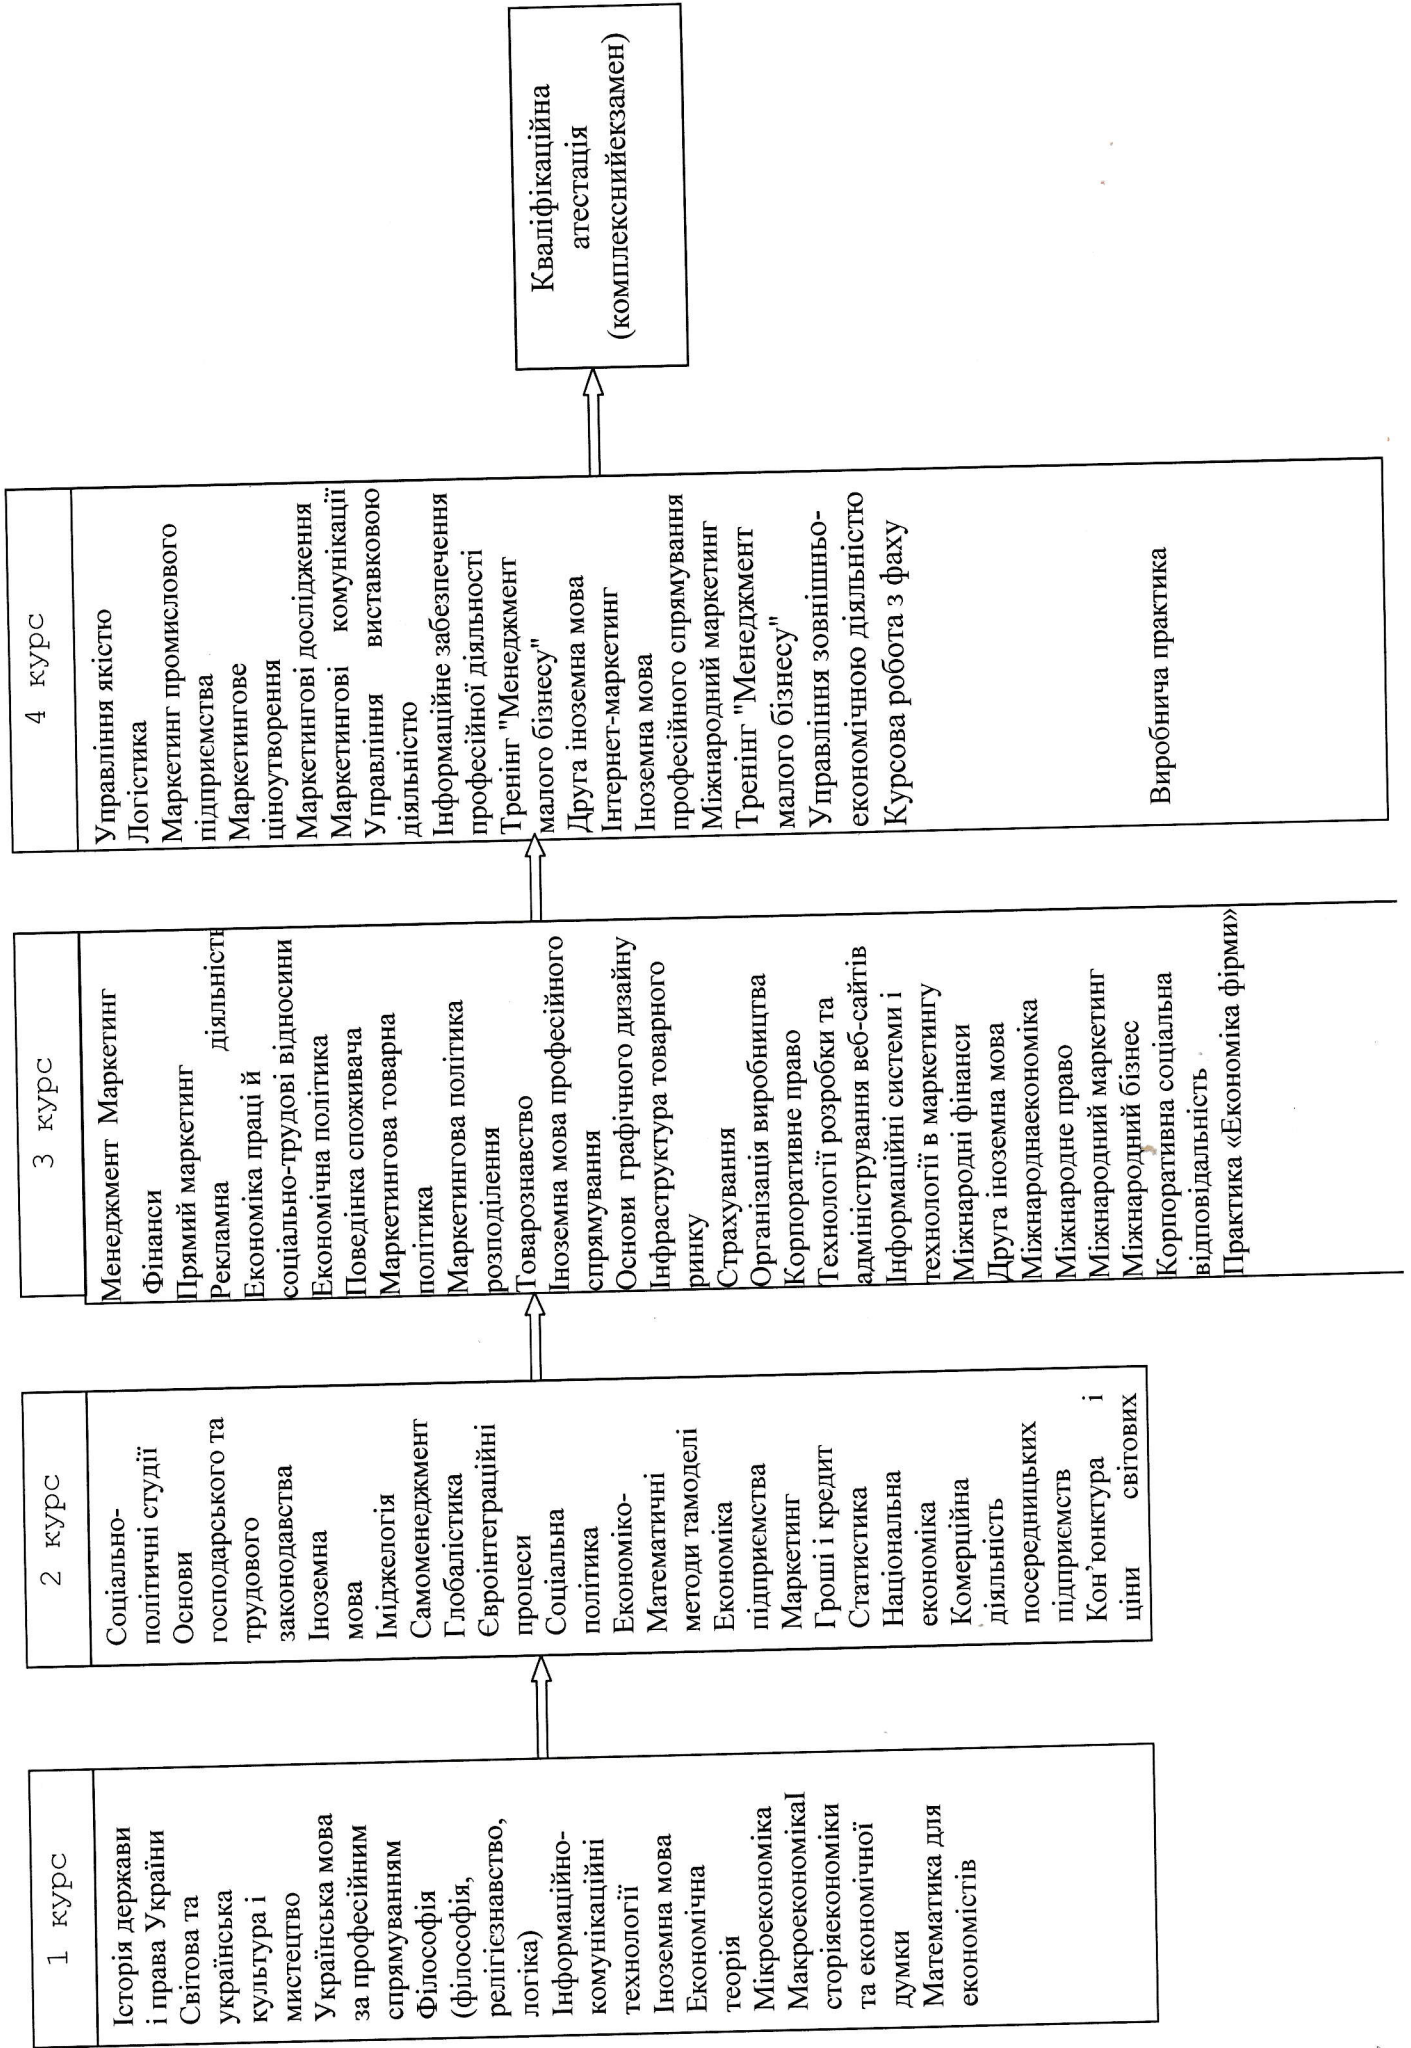 1 курс
Історія держави
і права України
Світова та
українська
культура і
мистецтво
Українська мова
за професійним
спрямуванням
Філософія
(філософія,
релігієзнавство,
логіка)
Інформаційно-
комунікаційні
технології
Іноземна мова
Економічна
теорія
Мікроекономіка
МакроекономікаІ
сторіяекономіки
та економічної
думки
Математика для
економістів
2 курс
Соціально-
політичні студії
Основи
господарського та
трудового
законодавства
Іноземна
мова
Іміджелогія
Самоменеджмент
Глобалістика
Євроінтеграційні
процеси
Соціальна
політика
Економіко-
Математичні
методи тамоделі
Економіка
підприємства
Маркетинг
Гроші і кредит
Статистика
Національна
економіка
Комерційна
діяльність
посередницьких
підприємств
Кон’юнктура і
ціни світових
3 курс
Менеджмент Маркетинг
Фінанси
Прямий маркетинг
Рекламна діяльність
Економіка праці й
соціально-трудові відносини
Економічна політика
Поведінка споживача
Маркетингова товарна
політика
Маркетингова політика
розподілення
Товарознавство
Іноземна мова професійного
спрямування
Основи графічного дизайну
Інфраструктура товарного
ринку
Страхування
Організація виробництва
Корпоративне право
Технології розробки та
адміністрування веб-сайтів
Інформаційні системи і
технології в маркетингу
Міжнародні фінанси
Друга іноземна мова
Міжнароднаекономіка
Міжнародне право
Міжнародний маркетинг
Міжнародний бізнес
Корпоративна соціальна
відповідальність
Практика «Економіка фірми»
4 курс
Управління якістю
Логістика
Маркетинг промислового
підприємства
Маркетингове
ціноутворення
Маркетингові дослідження
Маркетингові комунікації
Управління виставковою
діяльністю
Інформаційне забезпечення
професійної діяльності
Тренінг "Менеджмент
малого бізнесу"
Друга іноземна мова
Інтернет-маркетинг
Іноземна мова
професійного спрямування
Міжнародний маркетинг
Тренінг "Менеджмент
малого бізнесу"
Управління зовнішньо-
економічною діяльністю
Курсова робота з фаху
Виробнича практика
Кваліфікаційна
атестація
(комплекснийекзамен)